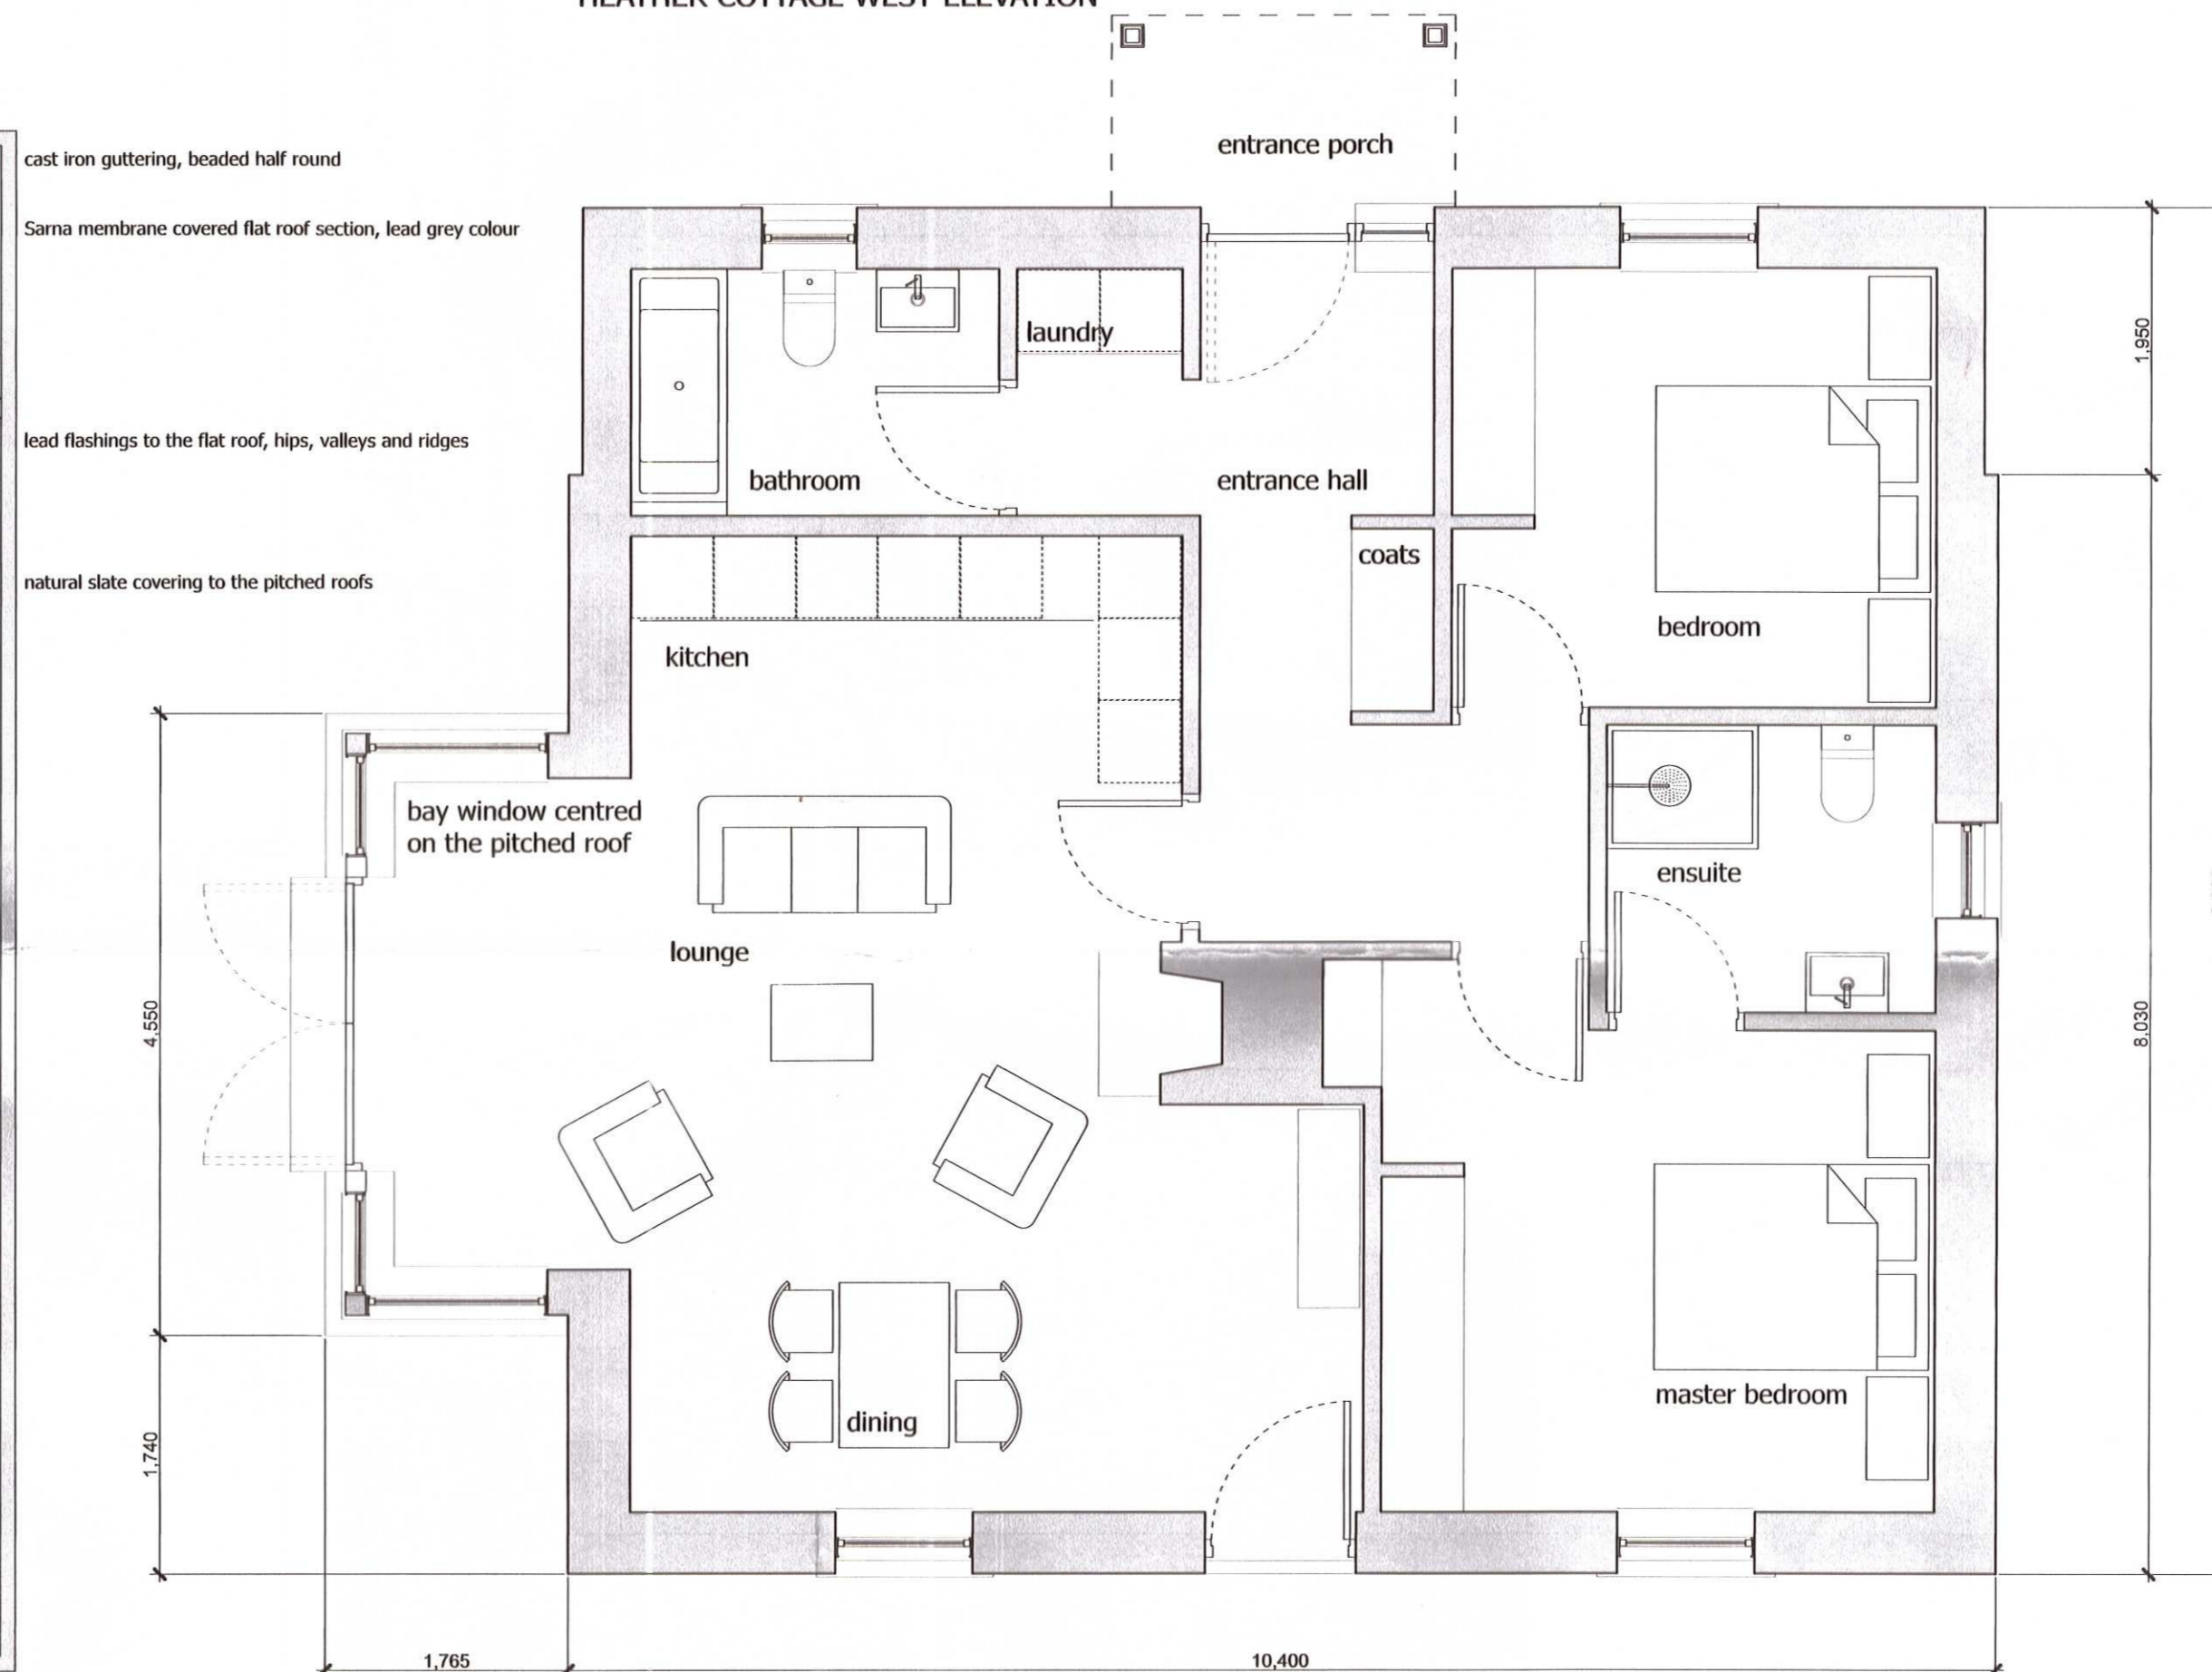 HEATHER COTTAGE WEST ELEVATION
entrance porch
cast iron guttering, beaded half round
Sarna membrane covered flat roof section, lead grey colour
laundry
1,950
lead flashings to the flat roof, hips, valleys and ridges
bathroom
entrance hall
coats
natural slate covering to the pitched roofs
bedroom
kitchen
bay window centred
on the pitched roof
ensuite
lounge
4,550
8,030
master bedroom
dining
1,740
1,765
10,400